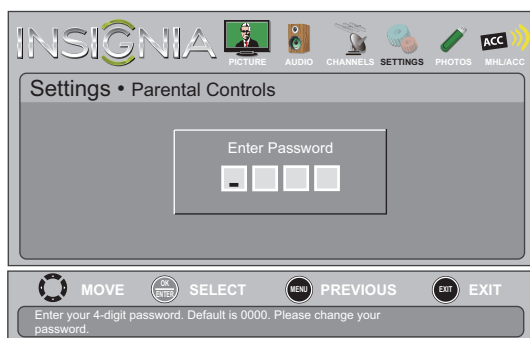 INSIGNIA
PICTURE AUDIO CHANNELS SETTINGS PHOTOS MHL/ACC
ACC
Settings • Parental Controls
Enter Password
-
MOVE OK ENTER SELECT MENU PREVIOUS EXIT EXIT
Enter your 4-digit password. Default is 0000. Please change your
password.